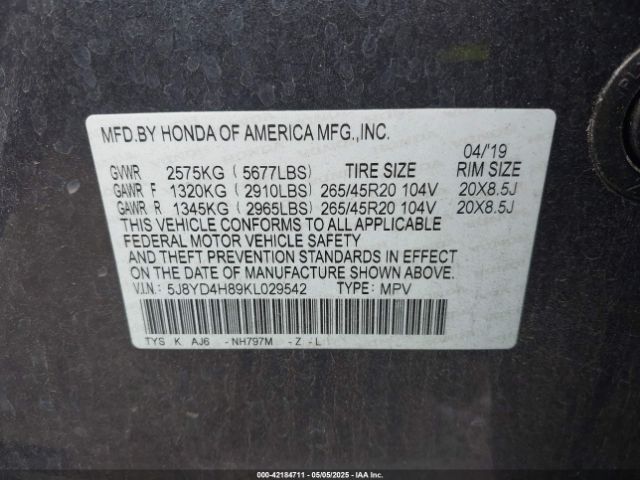 MFD.BY HONDA OF AMERICA MFG.,INC.
04/'19
GVWR 2575KG (5677LBS) TIRE SIZE RIM SIZE
GAWR F 1320KG (2910LBS) 265/45R20 104V 20X8.5J
GAWR R 1345KG (2965LBS) 265/45R20 104V 20X8.5J
THIS VEHICLE CONFORMS TO ALL APPLICABLE
FEDERAL MOTOR VEHICLE SAFETY
AND THEFT PREVENTION STANDARDS IN EFFECT
ON THE DATE OF MANUFACTURE SHOWN ABOVE.
V.I.N.: 5J8YD4H89KL029542 TYPE: MPV
TYS K AJ6 -NH797M -Z -L
000-42184711 — 05/05/2025 — IAA Inc.